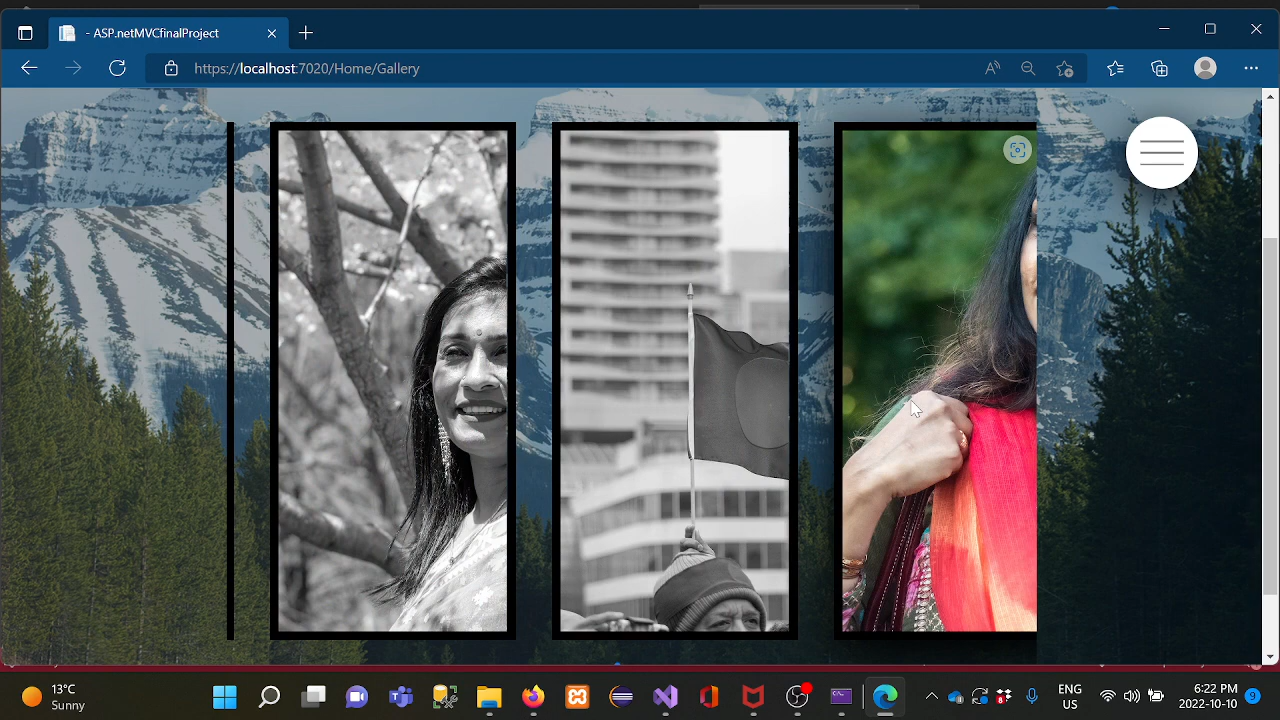 - ASP.netMVCfinalProject
https://localhost:7020/Home/Gallery
13°C
Sunny
ENG
US
6:22 PM
2022-10-10
9